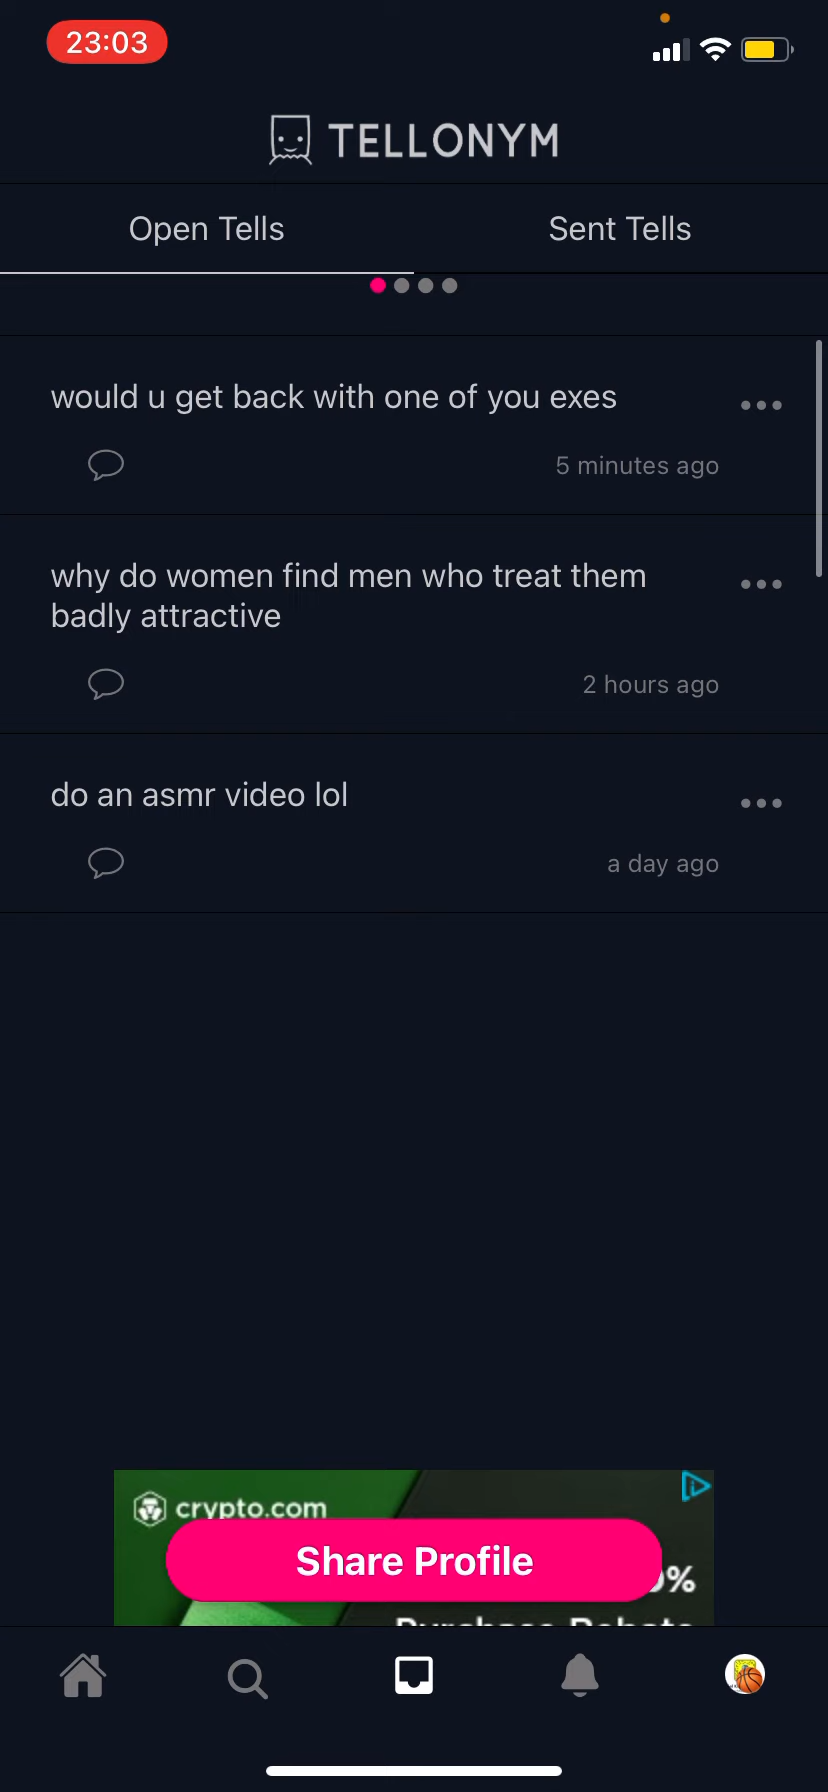 23:03
TELLONYM
Open Tells
Sent Tells
would u get back with one of you exes
5 minutes ago
why do women find men who treat them
badly attractive
2 hours ago
do an asmr video lol
a day ago
crypto.com
Share Profile
%
Purchase Rebate